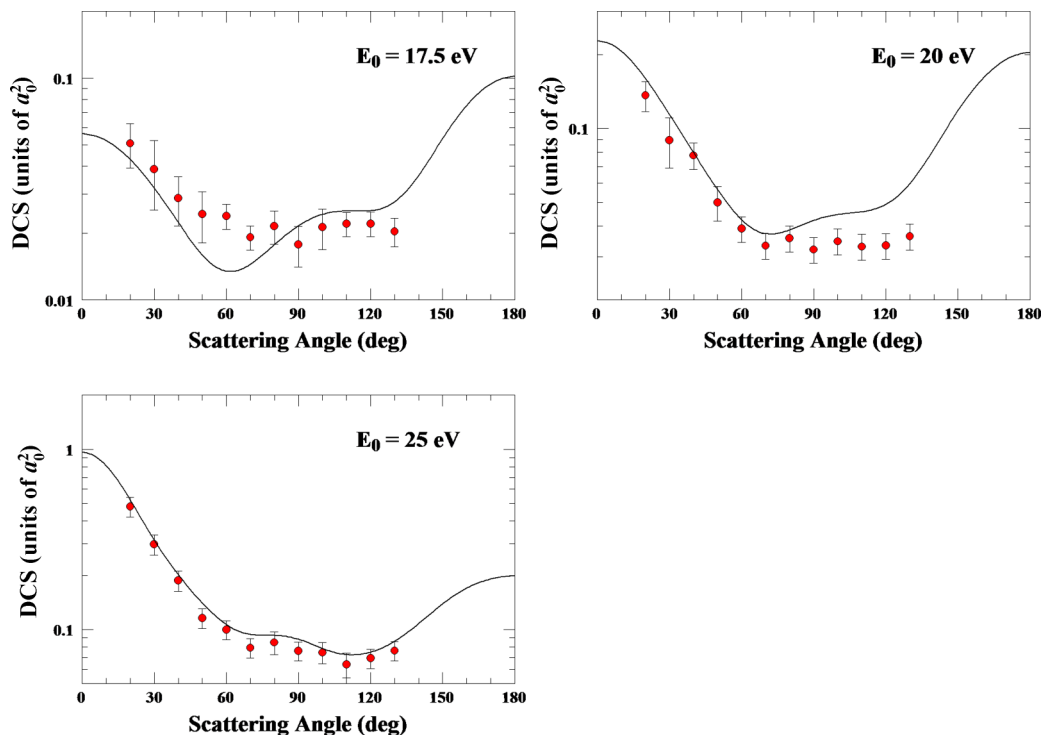 E₀ = 17.5 eV
DCS (units of a₀²)
0.1
0.01
0 30 60 90 120 150 180
Scattering Angle (deg)
E₀ = 20 eV
DCS (units of a₀²)
0.1
0 30 60 90 120 150 180
Scattering Angle (deg)
E₀ = 25 eV
DCS (units of a₀²)
1
0.1
0 30 60 90 120 150 180
Scattering Angle (deg)